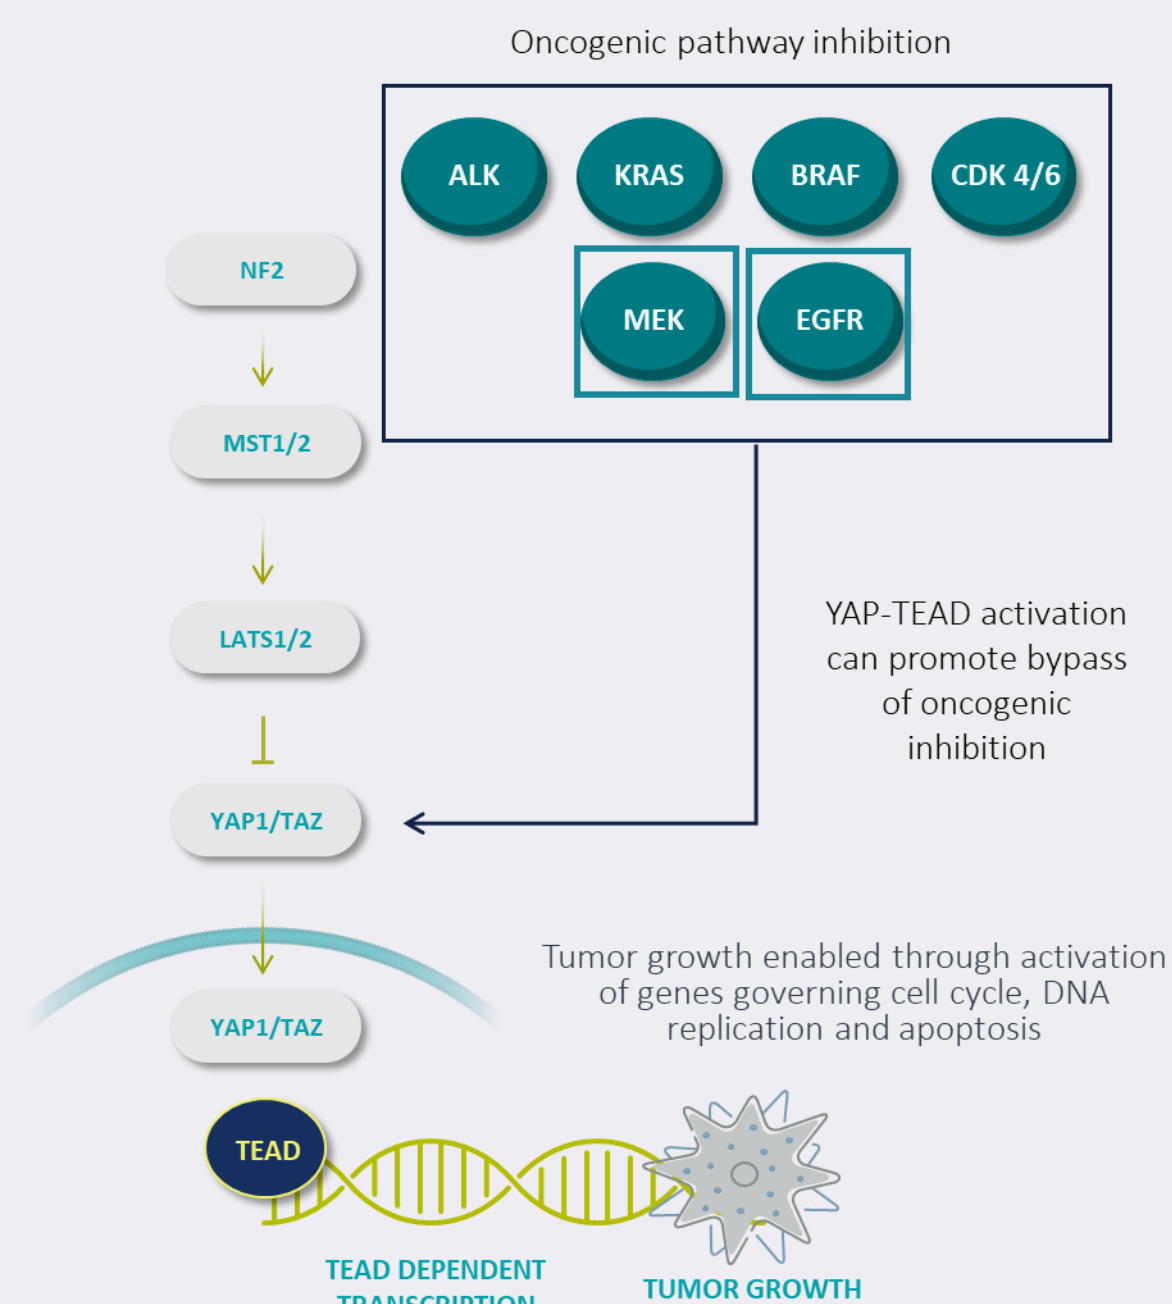 Oncogenic pathway inhibition
ALK
KRAS
BRAF
CDK 4/6
MEK
EGFR
NF2
MST1/2
LATS1/2
YAP1/TAZ
YAP-TEAD activation
can promote bypass
of oncogenic
inhibition
YAP1/TAZ
Tumor growth enabled through activation
of genes governing cell cycle, DNA
replication and apoptosis
TEAD
TEAD DEPENDENT
TRANSCRIPTION
TUMOR GROWTH